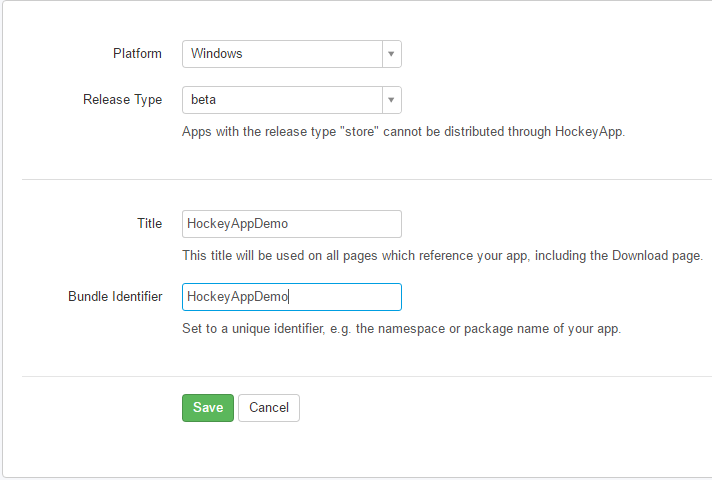 Platform Windows
Release Type beta
Apps with the release type "store" cannot be distributed through HockeyApp.
Title HockeyAppDemo
This title will be used on all pages which reference your app, including the Download page.
Bundle Identifier HockeyAppDemo
Set to a unique identifier, e.g. the namespace or package name of your app.
Save Cancel